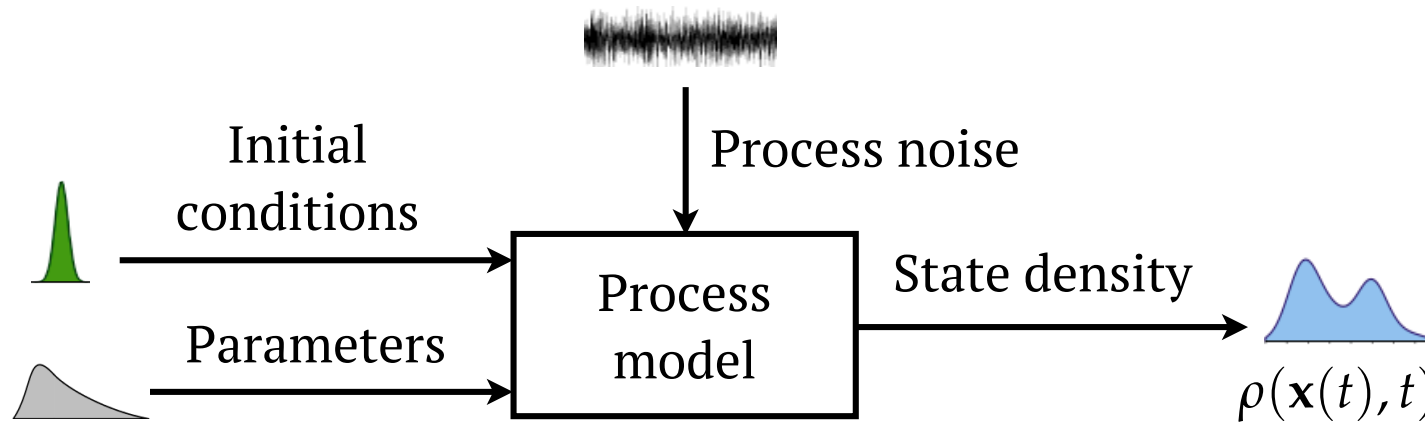 Process noise
Initial
conditions
Parameters
Process
model
State density
ρ(x(t), t)